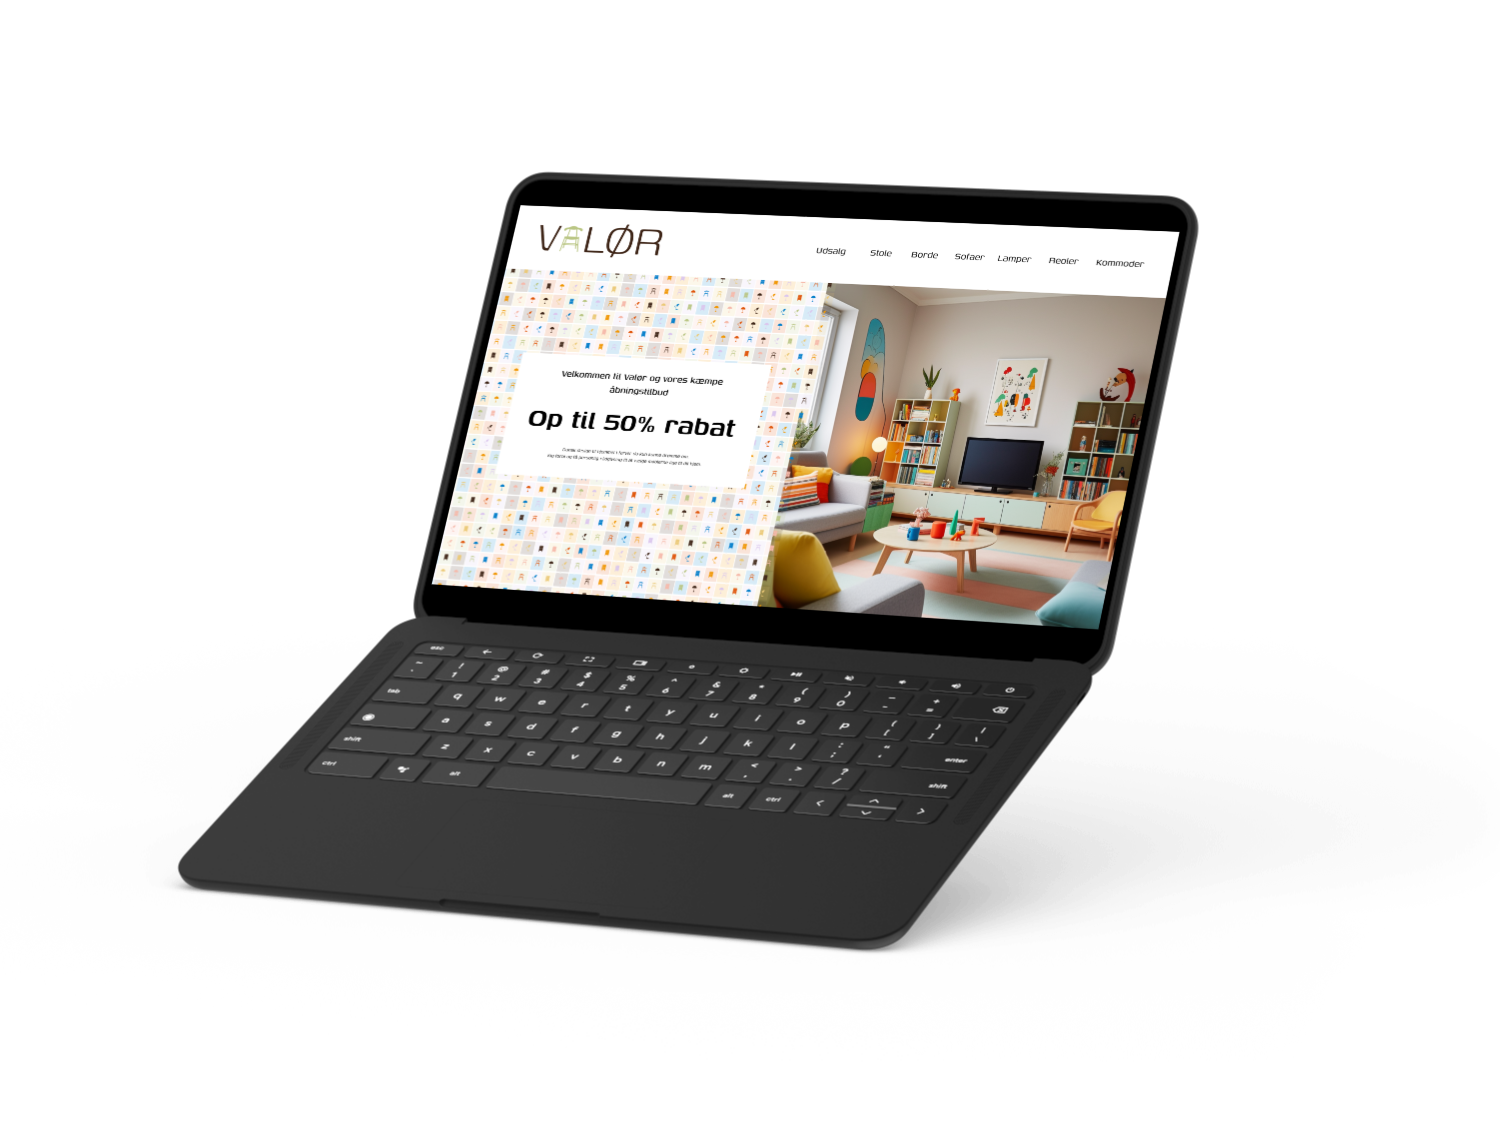 VALØR
Udsalg Stole Borde Sofaer Lamper Reoler Kommoder
Velkommen til Valør og vores kæmpe
åbningstilbud
Op til 50% rabat
esc
~ ! @ # $ % ^ & * ( ) _ +
` 1 2 3 4 5 6 7 8 9 0 - =
tab q w e r t y u i o p { } |
[ ] \
a s d f g h j k l : " enter
; '
shift z x c v b n m < > ? shift
, . /
ctrl alt alt ctrl